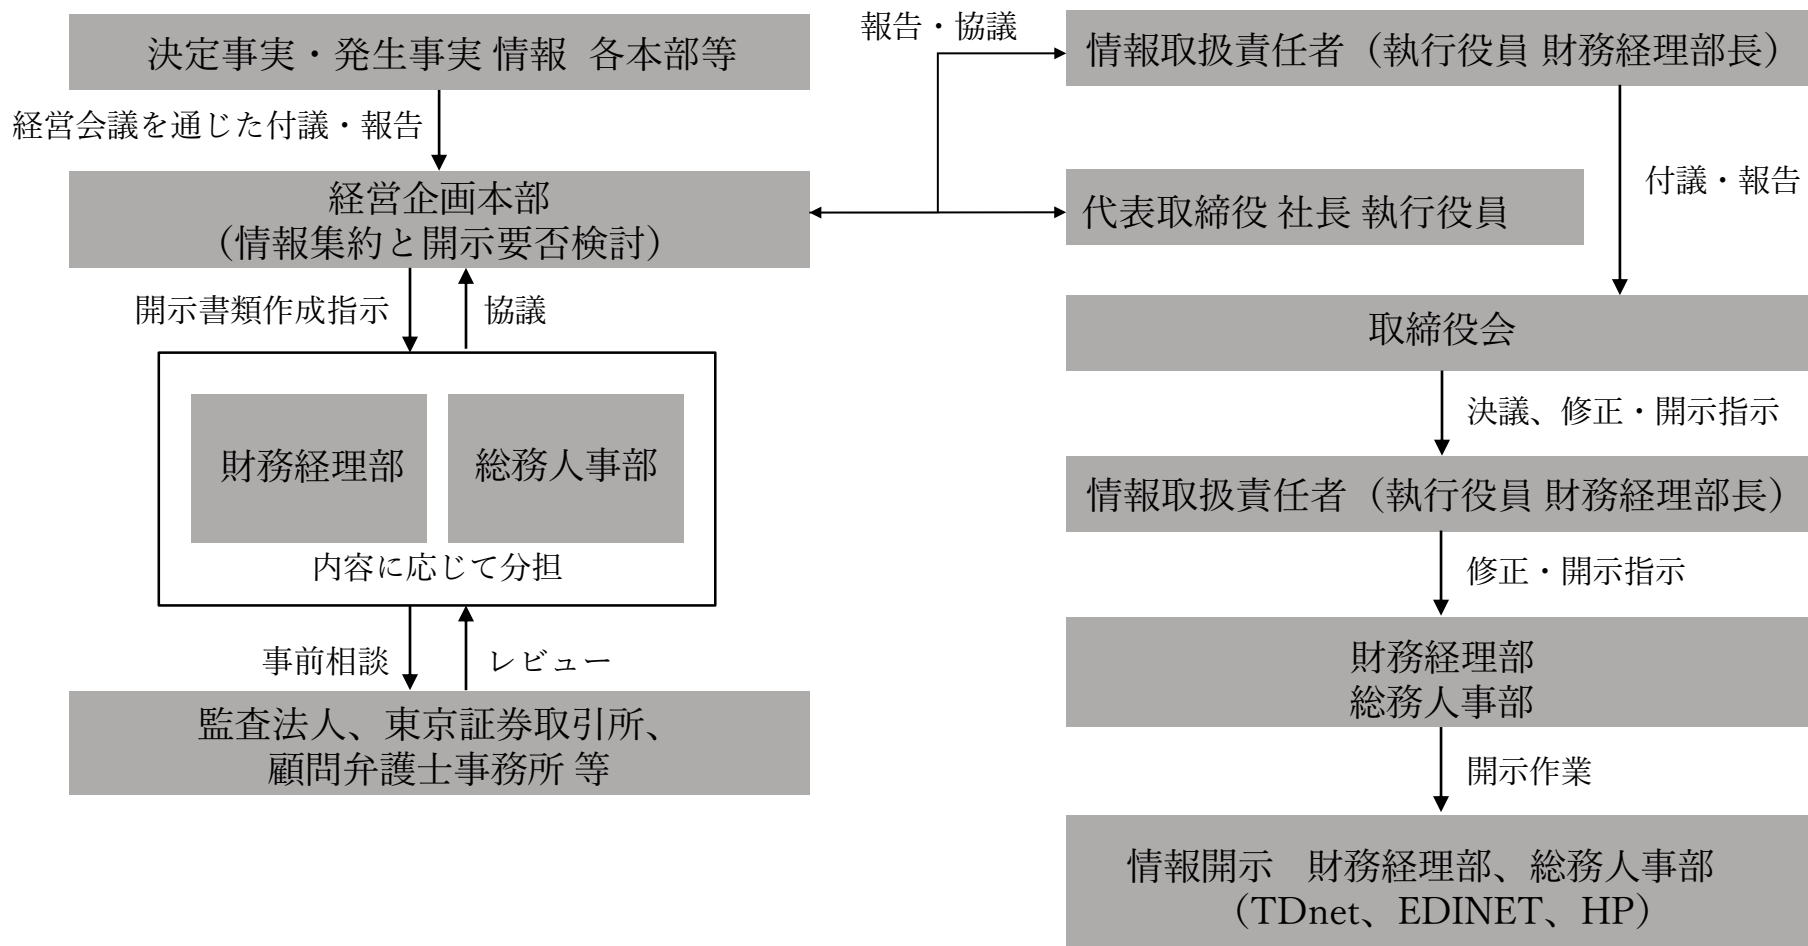 決定事実・発生事実 情報 各本部等
経営会議を通じた付議・報告
経営企画本部
（情報集約と開示要否検討）
開示書類作成指示
協議
財務経理部
総務人事部
内容に応じて分担
事前相談
レビュー
監査法人、東京証券取引所、
顧問弁護士事務所 等
報告・協議
情報取扱責任者（執行役員 財務経理部長）
代表取締役 社長 執行役員
付議・報告
取締役会
決議、修正・開示指示
情報取扱責任者（執行役員 財務経理部長）
修正・開示指示
財務経理部
総務人事部
開示作業
情報開示　財務経理部、総務人事部
（TDnet、EDINET、HP）